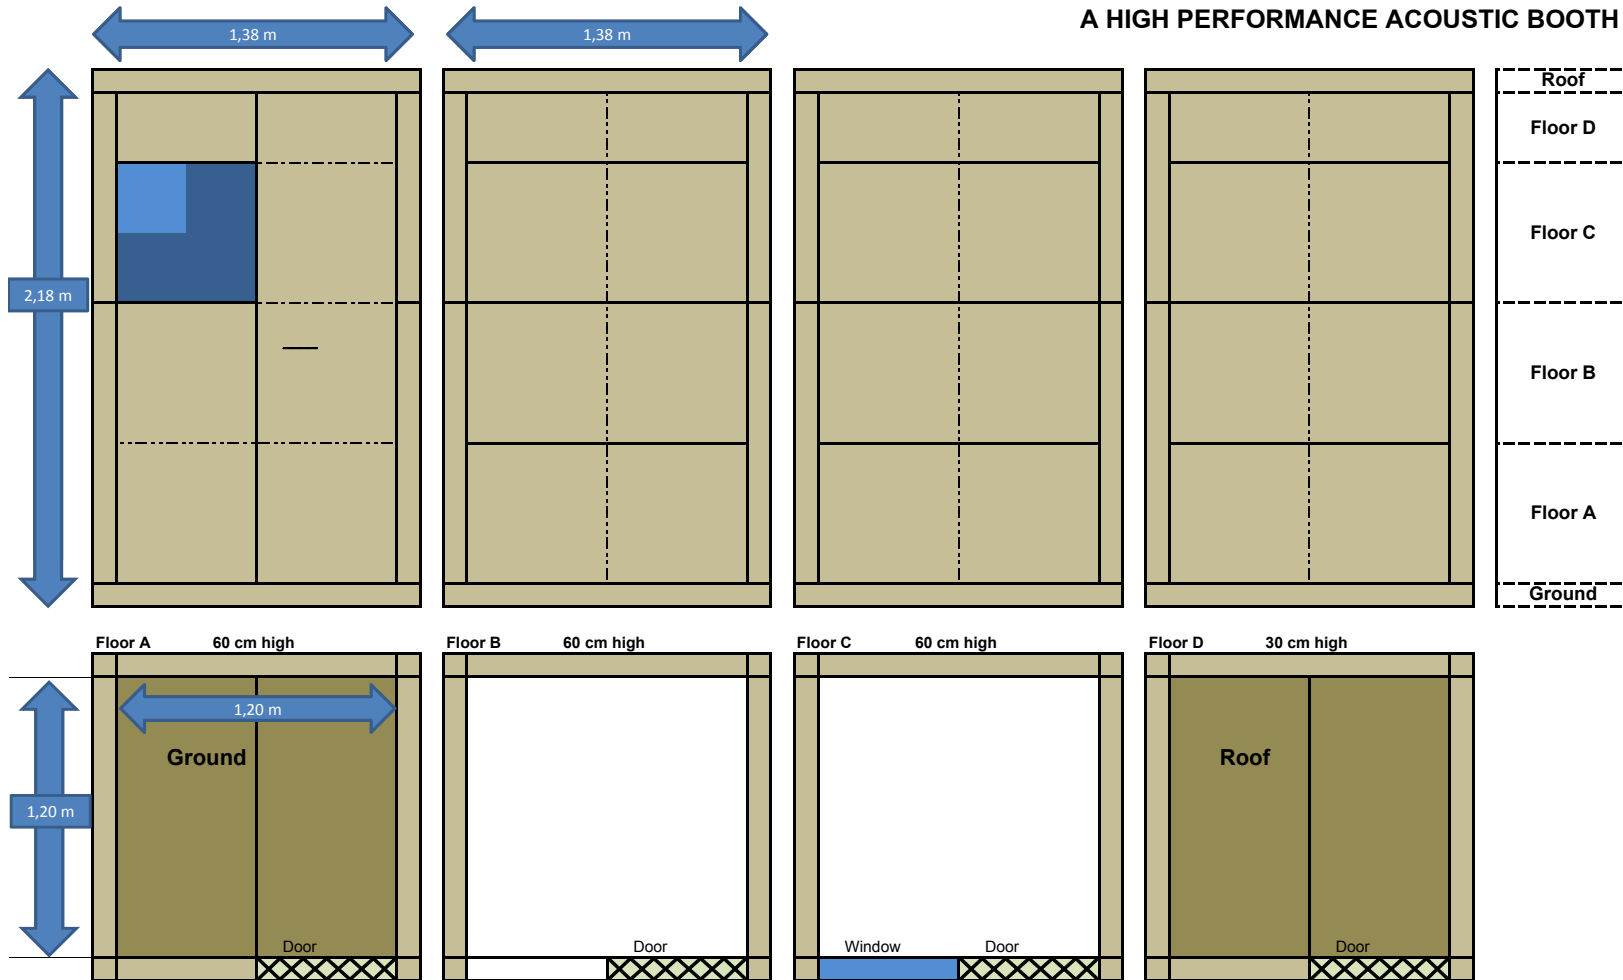 A HIGH PERFORMANCE ACOUSTIC BOOTH
1,38 m
1,38 m
Roof
Floor D
Floor C
2,18 m
Floor B
Floor A
Ground
Floor A 60 cm high
Floor B 60 cm high
Floor C 60 cm high
Floor D 30 cm high
1,20 m
Ground
Roof
1,20 m
Door
Door
Window
Door
Door